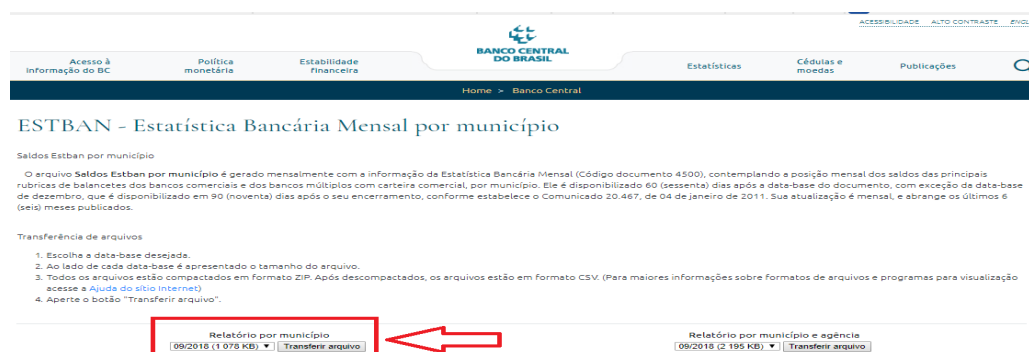 ACESSIBILIDADE ALTO CONTRASTE
BANCO CENTRAL
DO BRASIL
Acesso à
informação do BC
Política
monetária
Estabilidade
financeira
Estatísticas
Cédulas e
moedas
Publicações
Home > Banco Central
ESTBAN - Estatística Bancária Mensal por município
Saldos Estban por município
O arquivo Saldos Estban por município é gerado mensalmente com a informação da Estatística Bancária Mensal (Código documento 4500), contemplando a posição mensal dos saldos das principais
rubricas de balancetes dos bancos comerciais e dos bancos múltiplos com carteira comercial, por município. Ele é disponibilizado 60 (sessenta) dias após a data-base do documento, com exceção da data-base
de dezembro, que é disponibilizado em 90 (noventa) dias após o seu encerramento, conforme estabelece o Comunicado 20.467, de 04 de janeiro de 2011. Sua atualização é mensal, e abrange os últimos 6
(seis) meses publicados.
Transferência de arquivos
1. Escolha a data-base desejada.
2. Ao lado de cada data-base é apresentado o tamanho do arquivo.
3. Todos os arquivos estão compactados em formato ZIP. Após descompactados, os arquivos estão em formato CSV. (Para maiores informações sobre formatos de arquivos e programas para visualização
acesse a Ajuda do sítio Internet)
4. Aperte o botão "Transferir arquivo".
Relatório por município
09/2018 (1 078 KB) Transferir arquivo
Relatório por município e agência
09/2018 (2 195 KB) Transferir arquivo